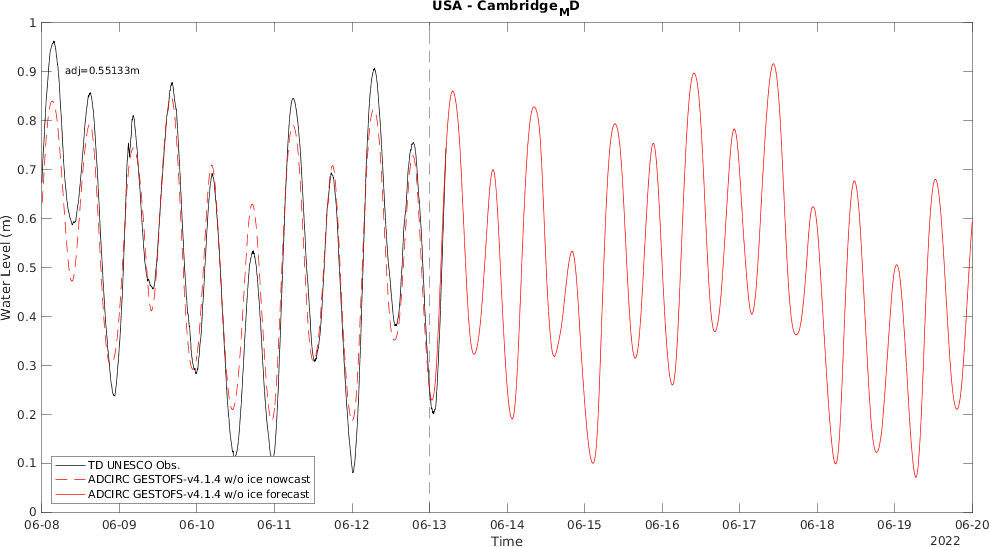 USA - Cambridge_MD
adj=0.55133m
Water Level (m)
1
0.9
0.8
0.7
0.6
0.5
0.4
0.3
0.2
0.1
0
TD UNESCO Obs.
ADCIRC GESTOFS-v4.1.4 w/o ice nowcast
ADCIRC GESTOFS-v4.1.4 w/o ice forecast
06-08 06-09 06-10 06-11 06-12 06-13 06-14 06-15 06-16 06-17 06-18 06-19 06-20
Time
2022